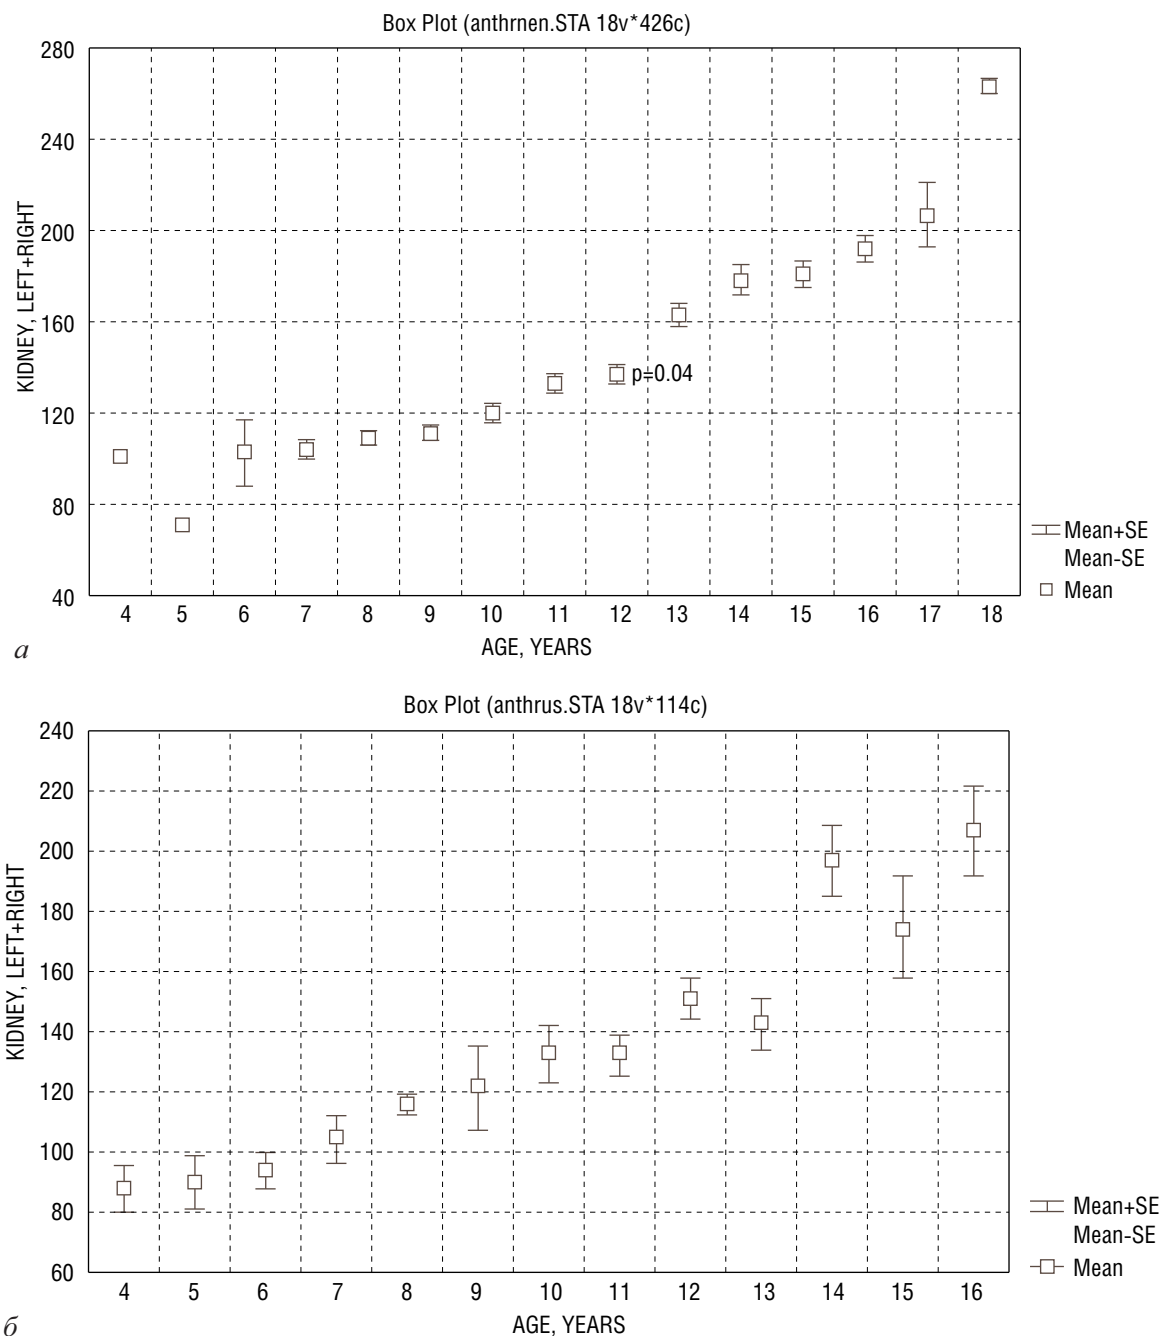 Box Plot (anthrnen.STA 18v*426c)
280
240
200
160
120
80
40
KIDNEY, LEFT+RIGHT
p=0.04
Mean+SE
Mean-SE
Mean
4 5 6 7 8 9 10 11 12 13 14 15 16 17 18
AGE, YEARS
а
Box Plot (anthrus.STA 18v*114c)
240
220
200
180
160
140
120
100
80
60
KIDNEY, LEFT+RIGHT
Mean+SE
Mean-SE
Mean
4 5 6 7 8 9 10 11 12 13 14 15 16
AGE, YEARS
б